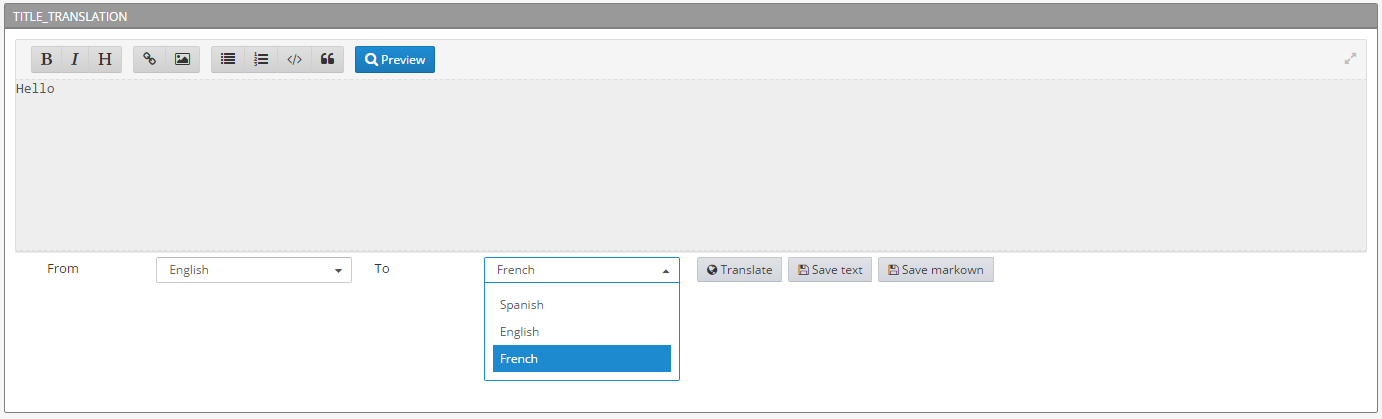 TITLE_TRANSLATION
B I H </> Preview
Hello
From English To French Translate Save text Save markown
Spanish
English
French